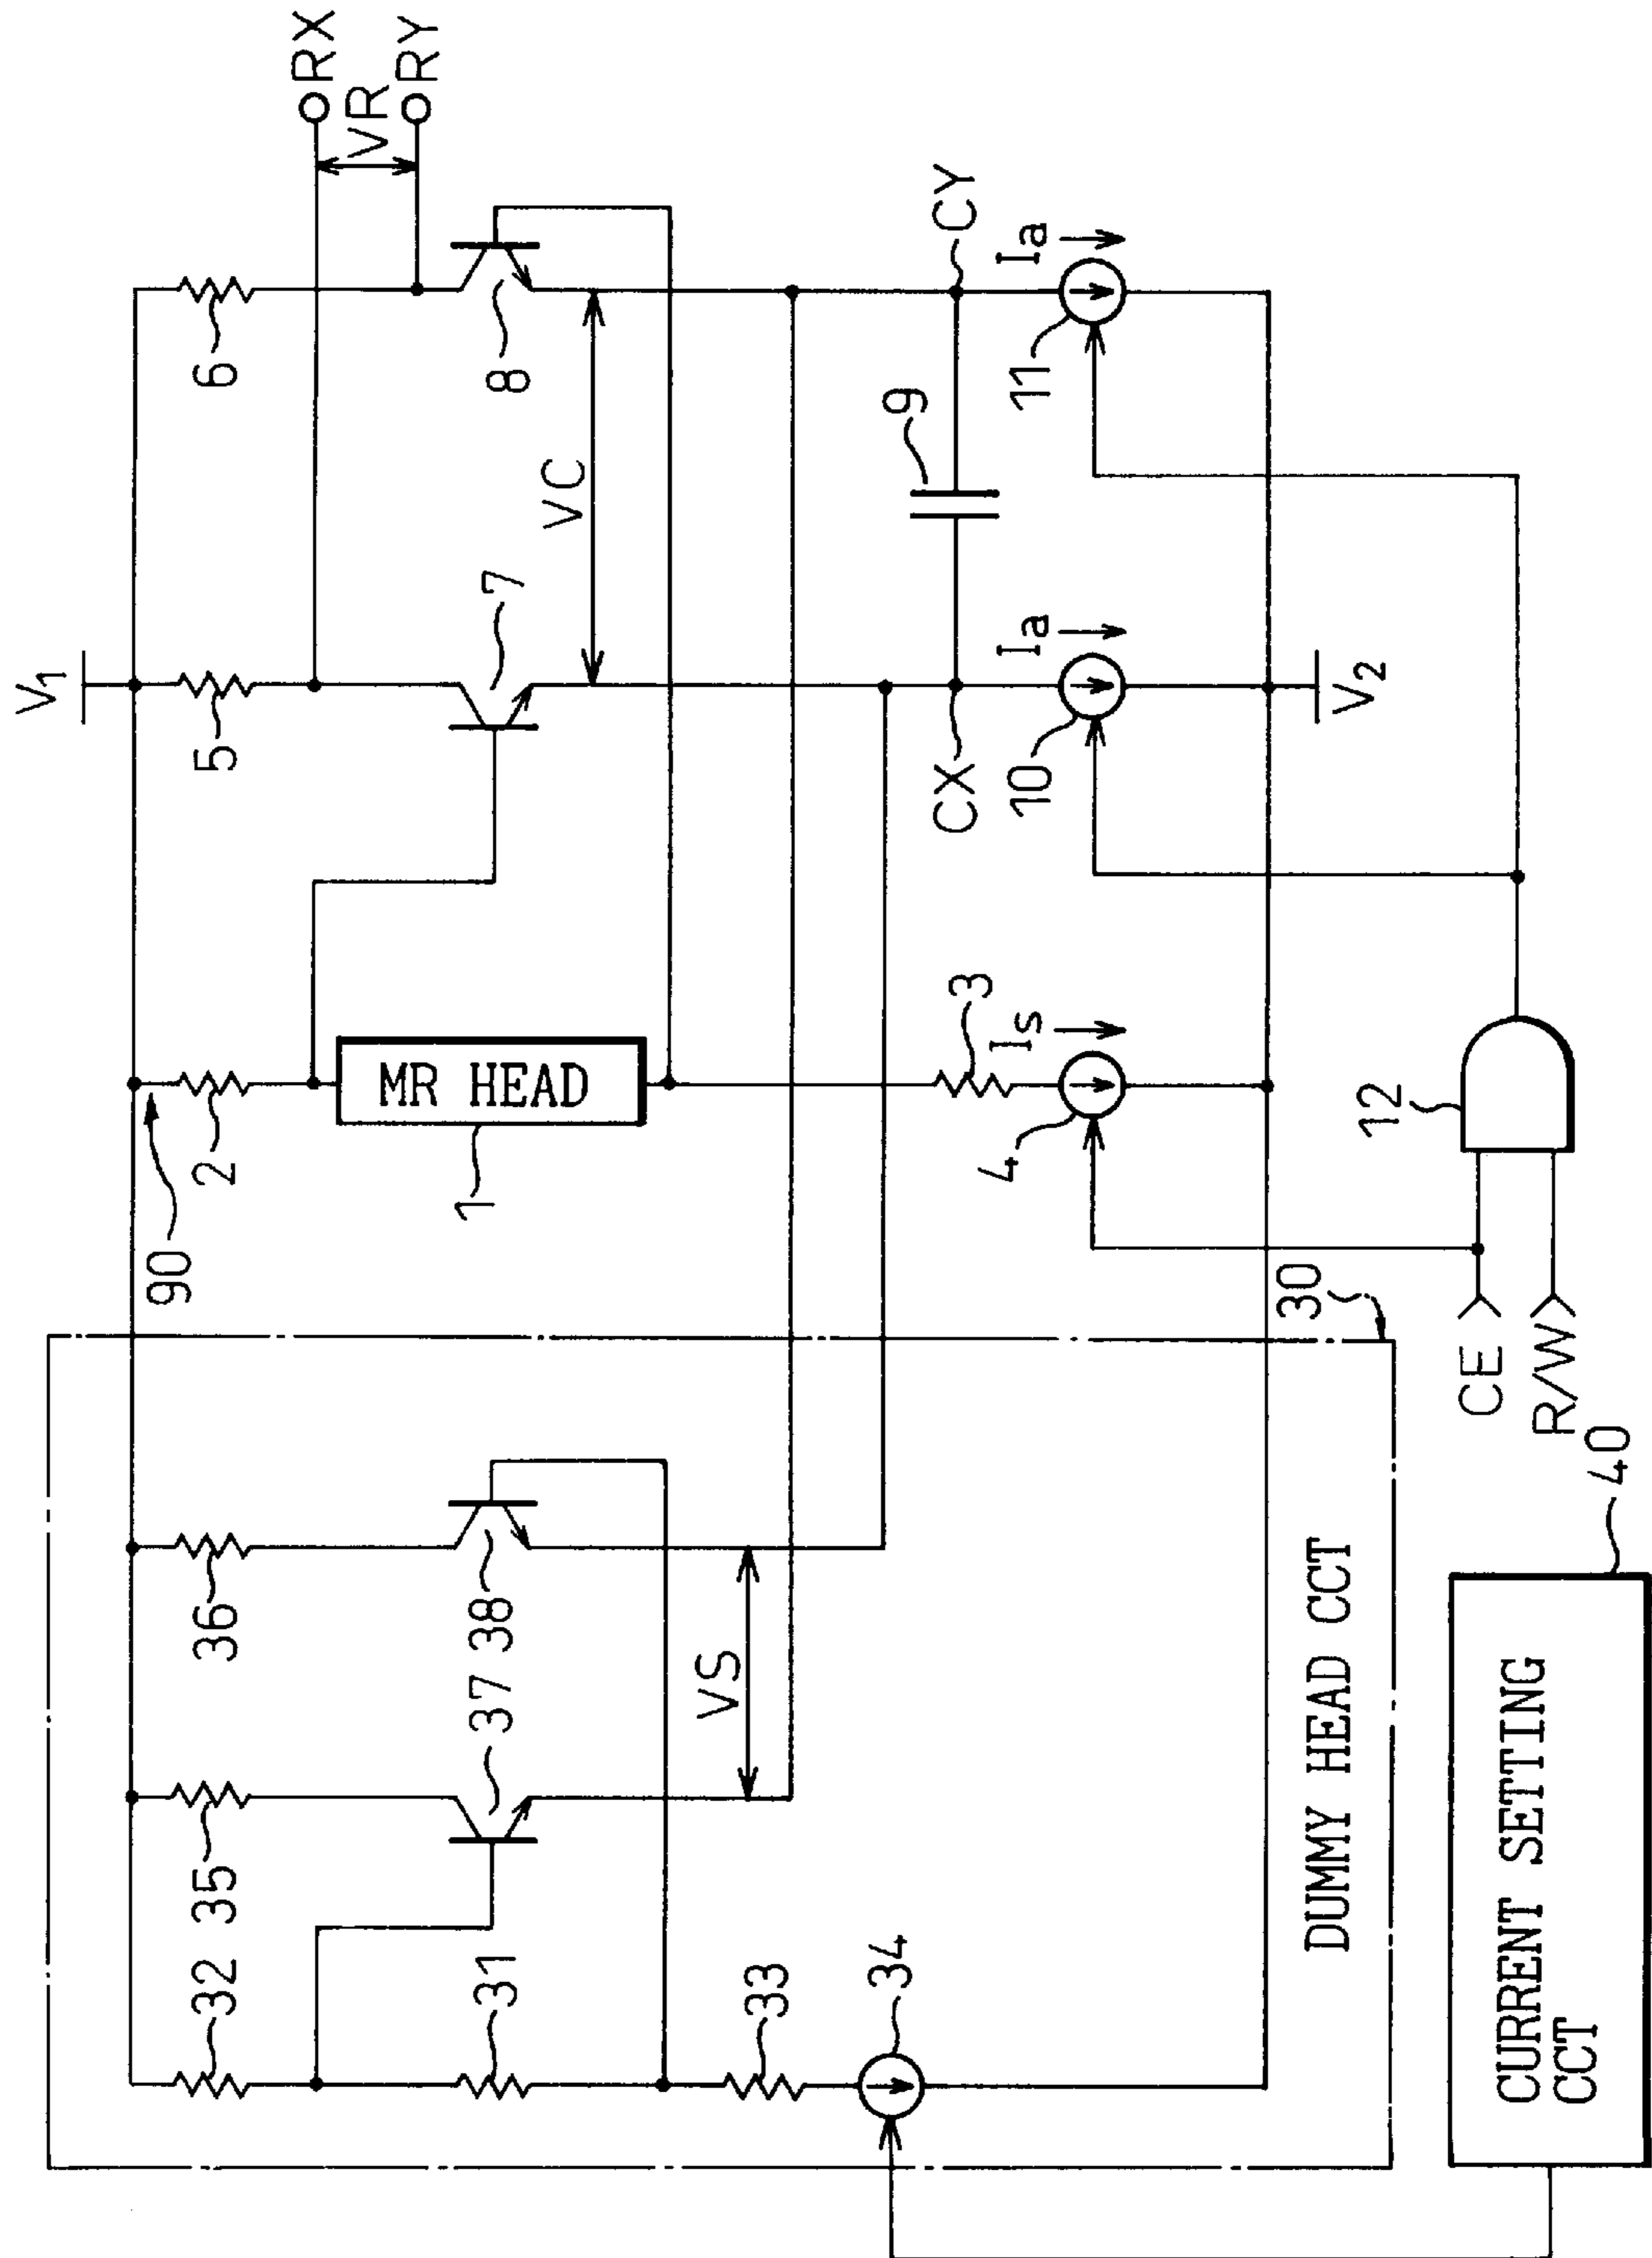 V1
RX
VR
RY
6
5
2
90
8
7
VC
MR HEAD
1
9
CY
CX
Ia
Ia
Is
3
11
10
4
V2
12
CE
R/W
30
36
35
32
38
37
VS
31
33
34
DUMMY HEAD CCT
40
CURRENT SETTING
CCT